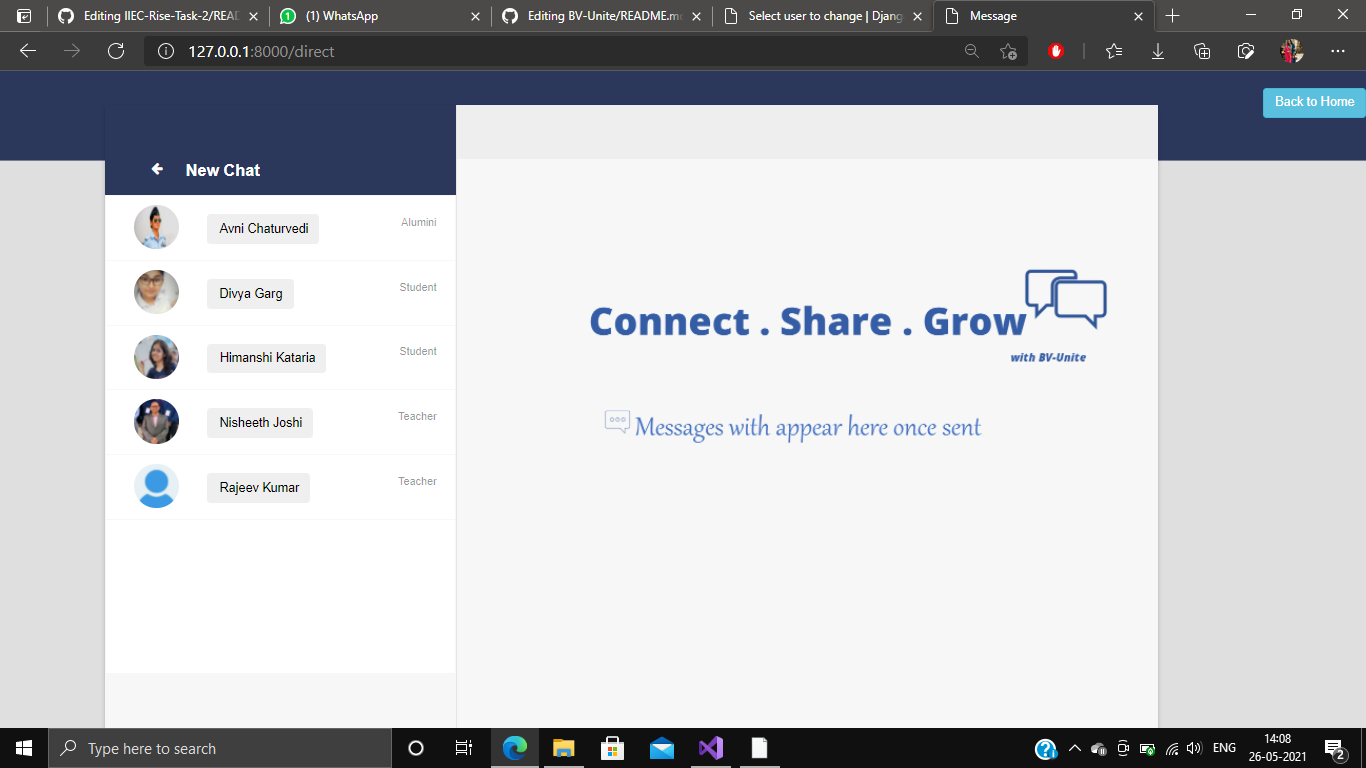 Editing IIEC-Rise-Task-2/READ
(1) WhatsApp
Editing BV-Unite/README.m
Select user to change | Djang
Message
127.0.0.1:8000/direct
Back to Home
New Chat
Avni Chaturvedi
Alumini
Divya Garg
Student
Himanshi Kataria
Student
Nisheeth Joshi
Teacher
Rajeev Kumar
Teacher
Connect . Share . Grow
with BV-Unite
Messages with appear here once sent
Type here to search
ENG
14:08
26-05-2021
2